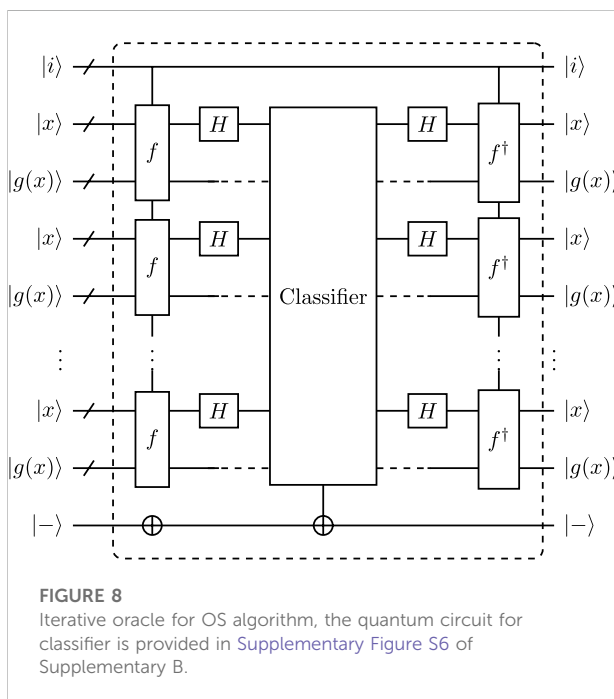 |i⟩ |i⟩
|x⟩ H H |x⟩
f f†
|g(x)⟩ |g(x)⟩
|x⟩ H H |x⟩
f f†
|g(x)⟩ Classifier |g(x)⟩
⋮ ⋮ ⋮ ⋮
|x⟩ H H |x⟩
f f†
|g(x)⟩ |g(x)⟩
|−⟩ |−⟩
FIGURE 8
Iterative oracle for OS algorithm, the quantum circuit for
classifier is provided in Supplementary Figure S6 of
Supplementary B.